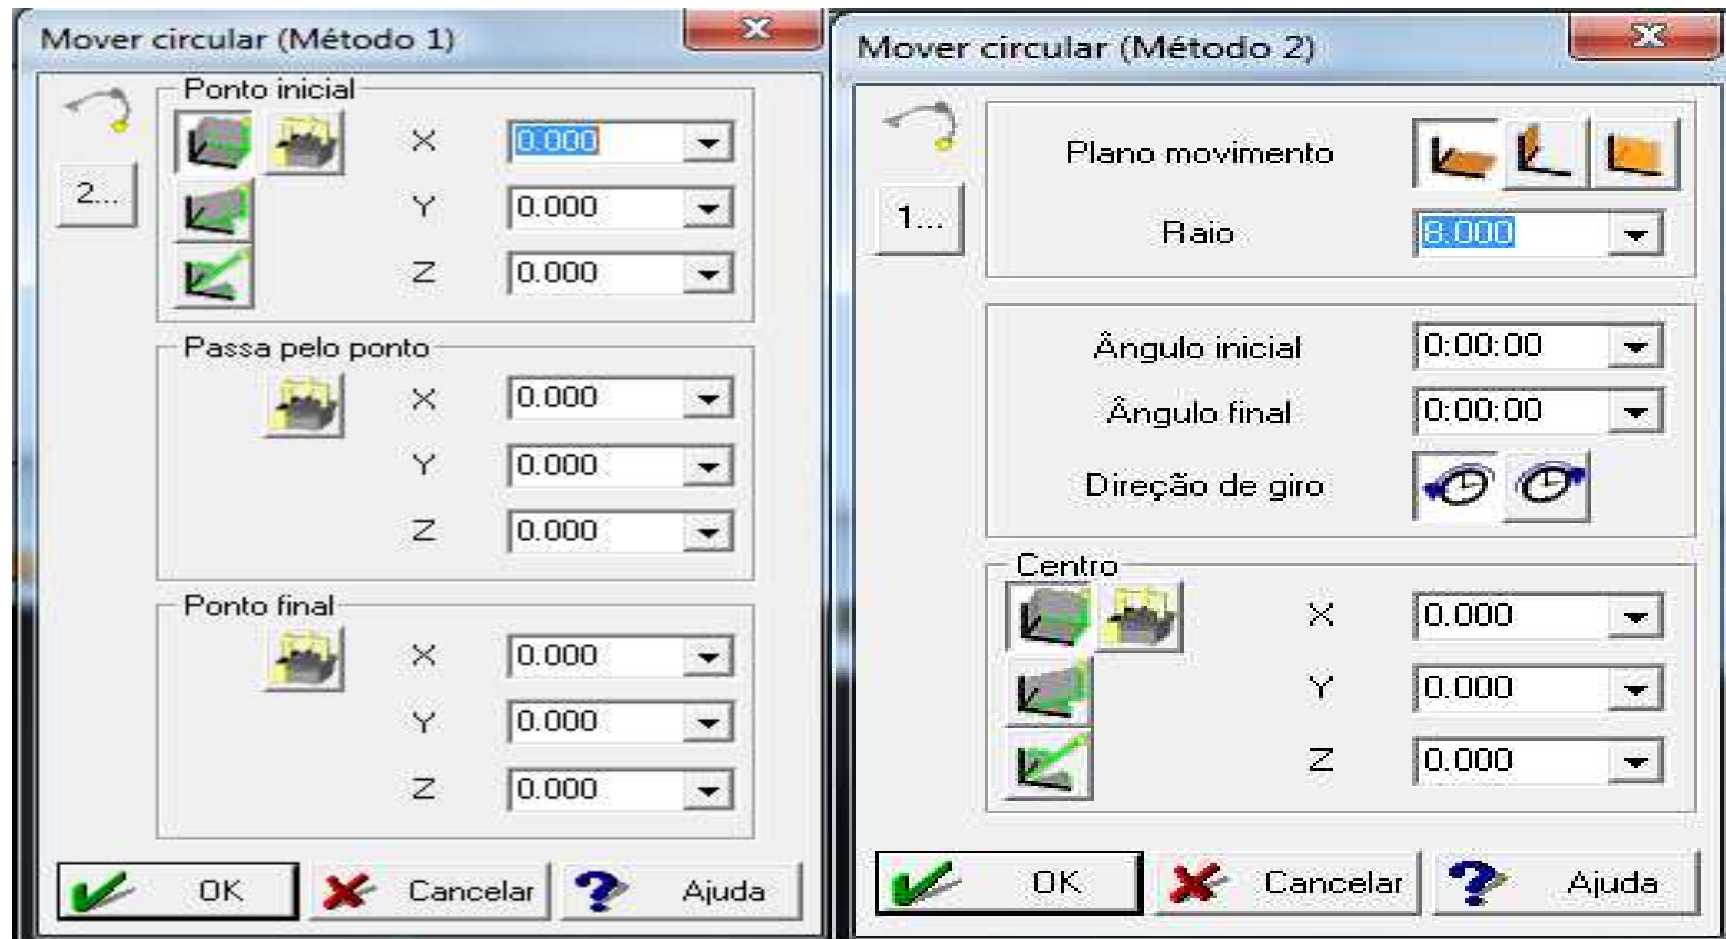 Mover circular (Método 1)
Ponto inicial
X 0.000
2...
Y 0.000
Z 0.000
Passa pelo ponto
X 0.000
Y 0.000
Z 0.000
Ponto final
X 0.000
Y 0.000
Z 0.000
OK Cancelar Ajuda
Mover circular (Método 2)
Plano movimento
1...
Raio 8.000
Ângulo inicial 0:00:00
Ângulo final 0:00:00
Direção de giro
Centro
X 0.000
Y 0.000
Z 0.000
OK Cancelar Ajuda